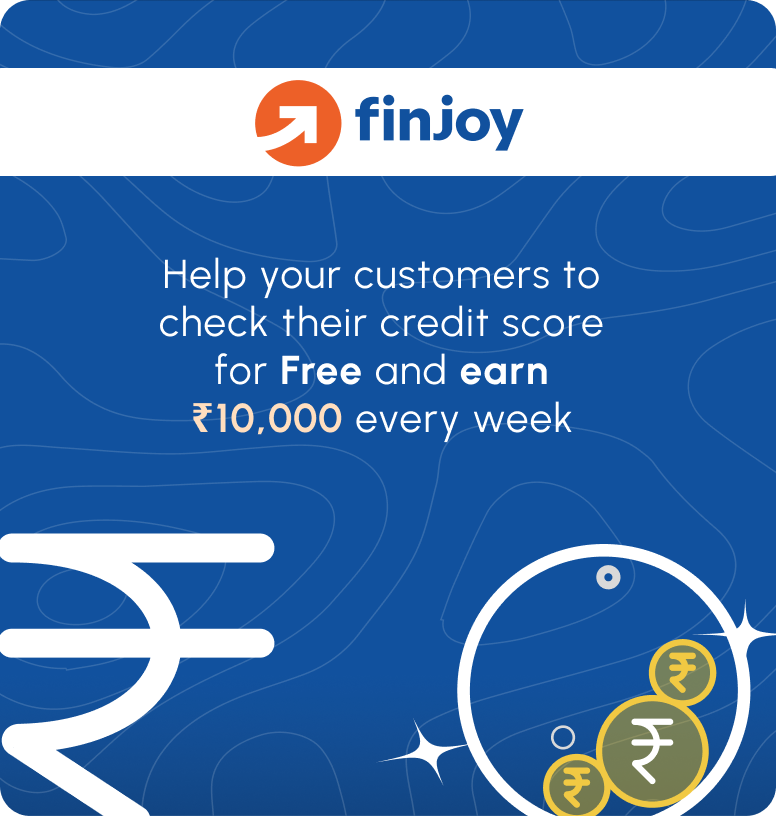 finjoy
Help your customers to
check their credit score
for Free and earn
₹10,000 every week
₹
₹
₹
₹